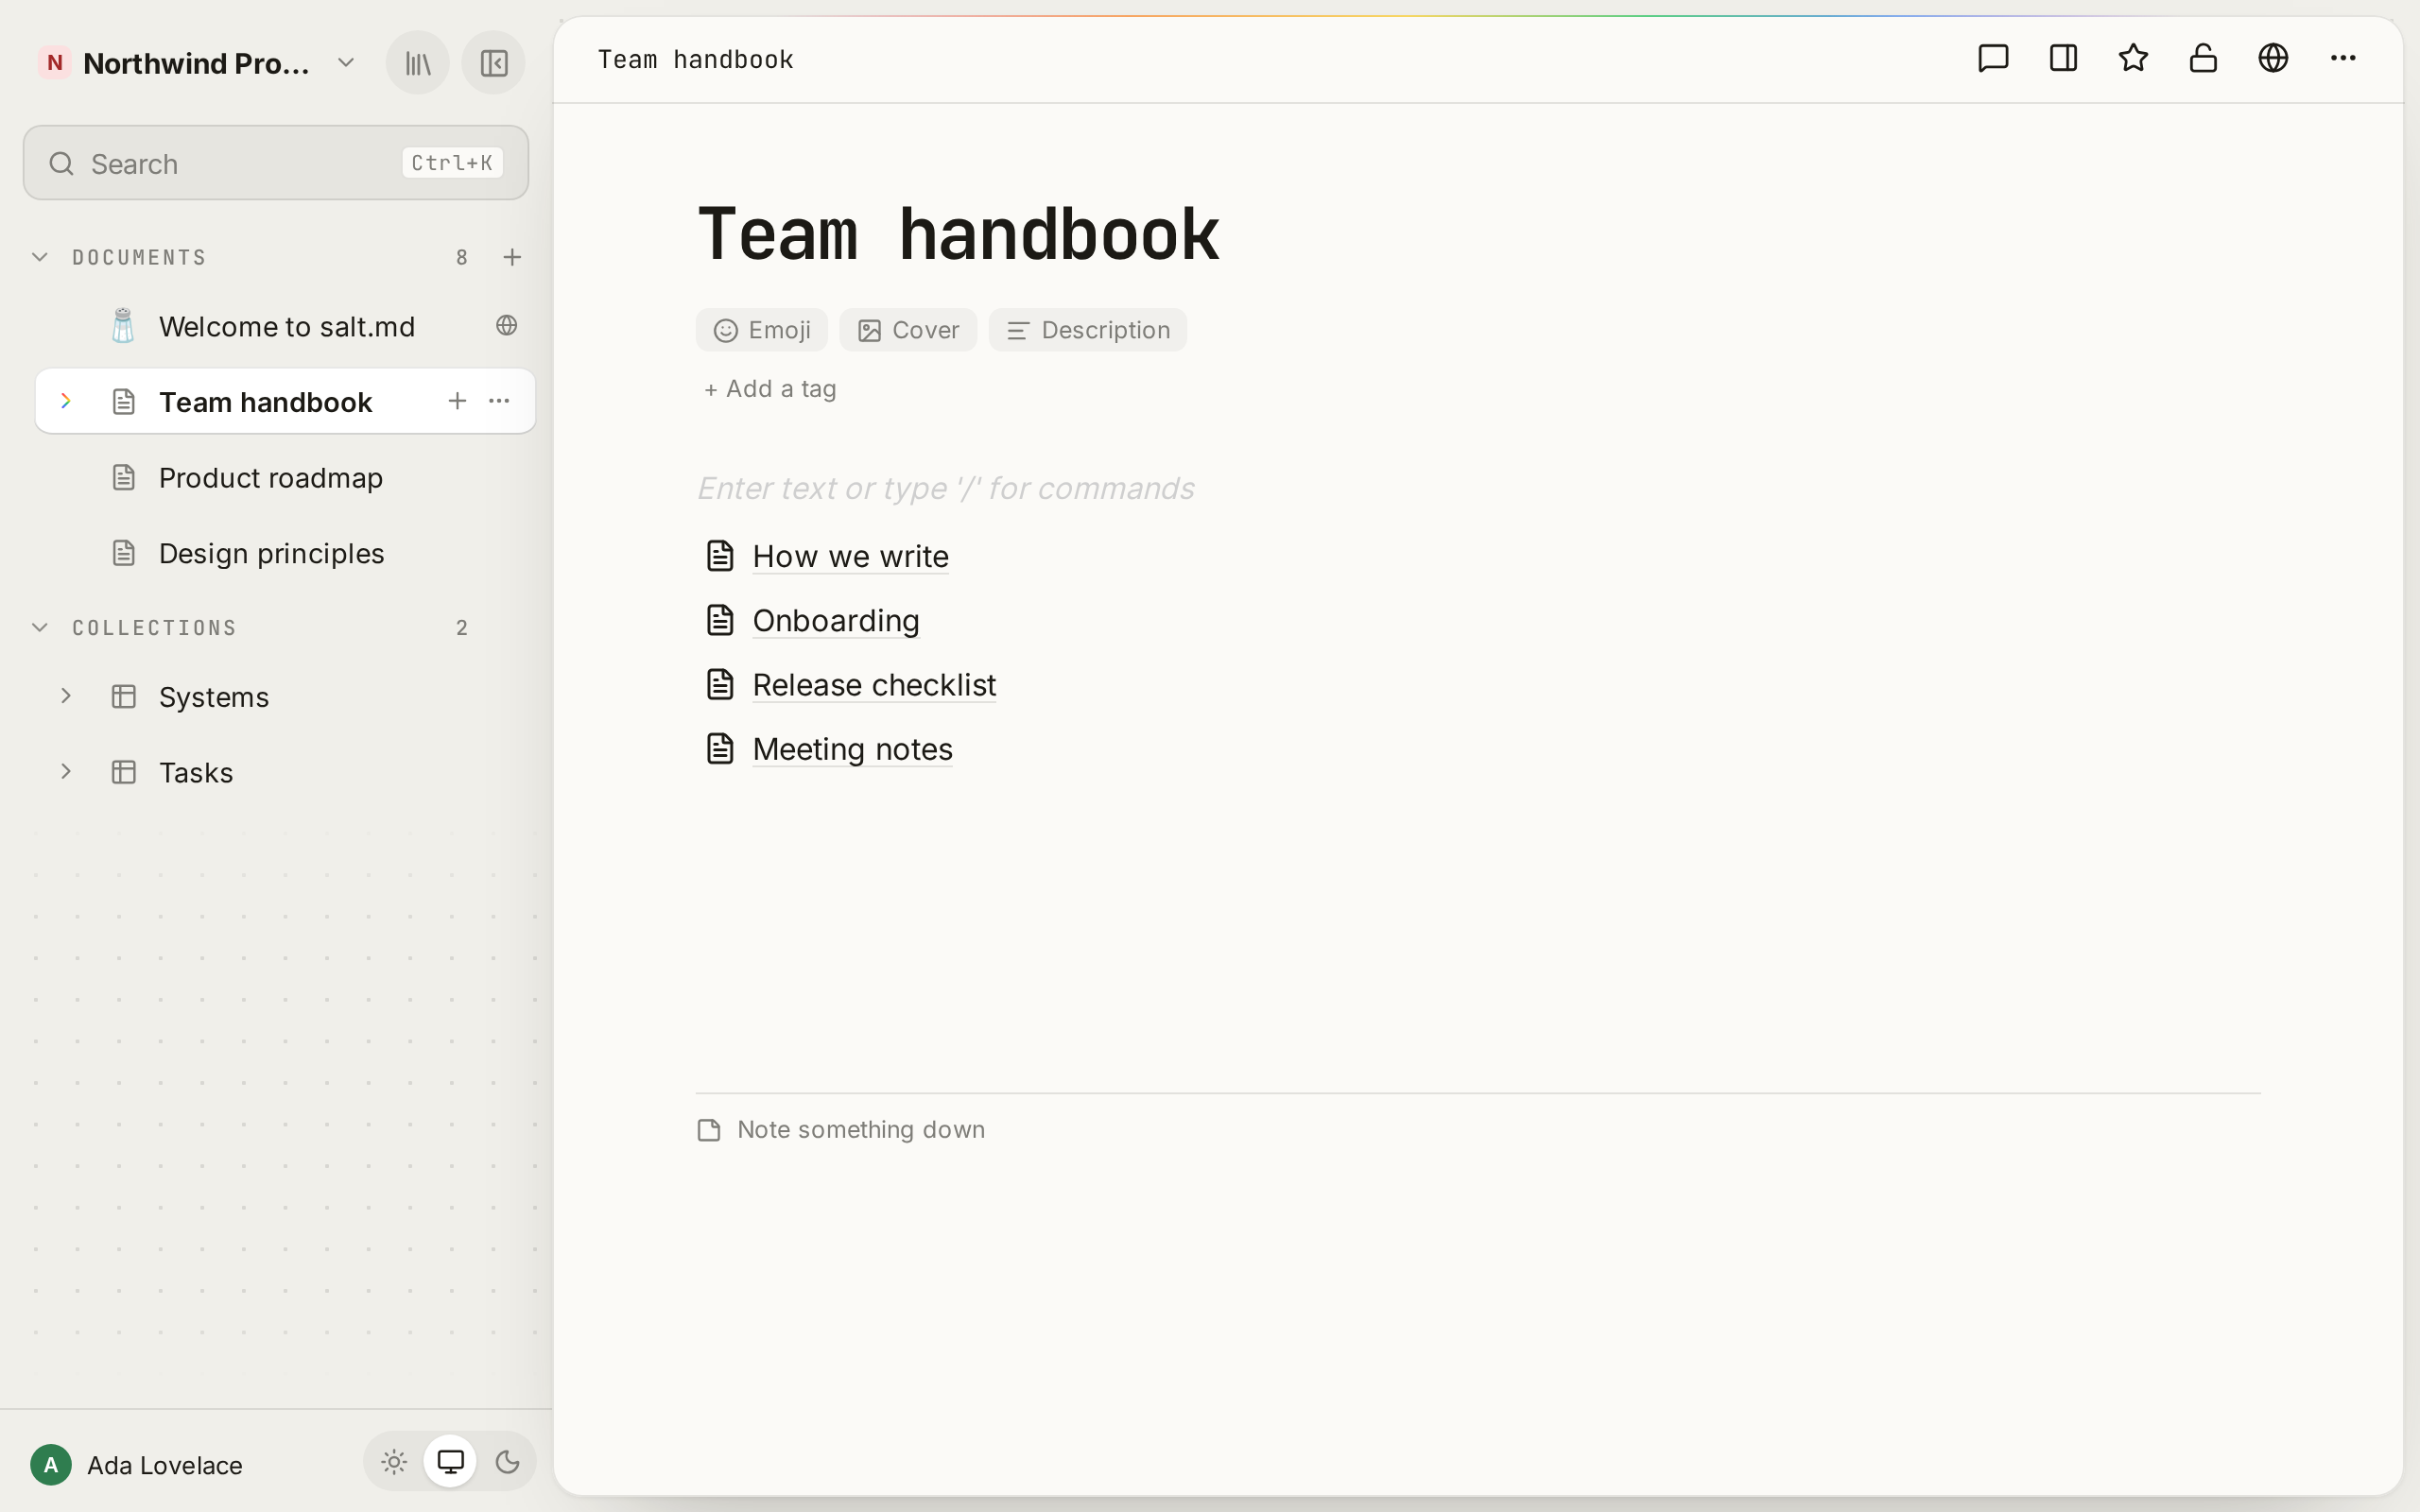 N Northwind Pro...
Search Ctrl+K
DOCUMENTS 8
Welcome to salt.md
Team handbook
Product roadmap
Design principles
COLLECTIONS 2
Systems
Tasks
A Ada Lovelace
Team handbook
Team handbook
Emoji Cover Description
+ Add a tag
Enter text or type '/' for commands
How we write
Onboarding
Release checklist
Meeting notes
Note something down